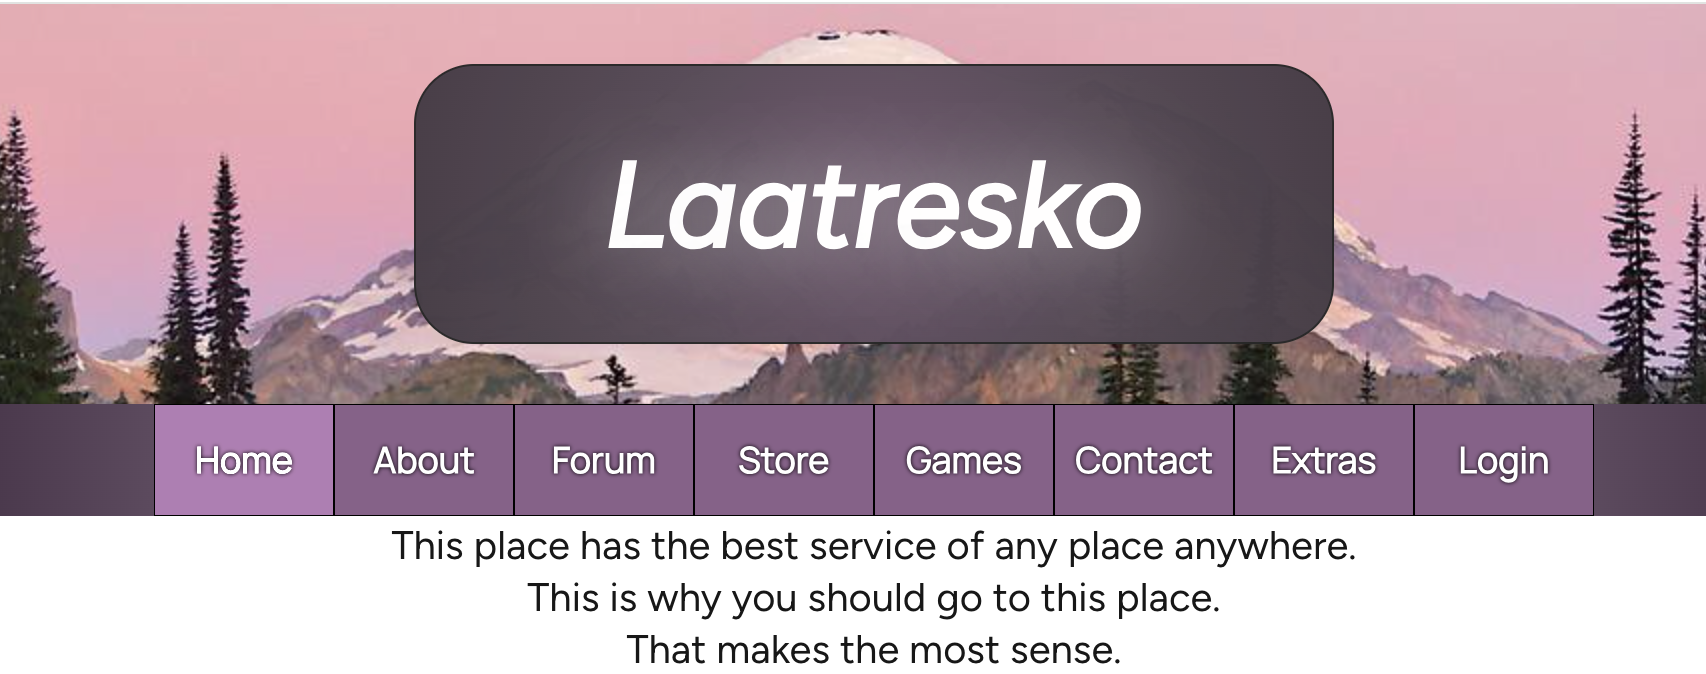 Laatresko
Home About Forum Store Games Contact Extras Login
This place has the best service of any place anywhere.
This is why you should go to this place.
That makes the most sense.